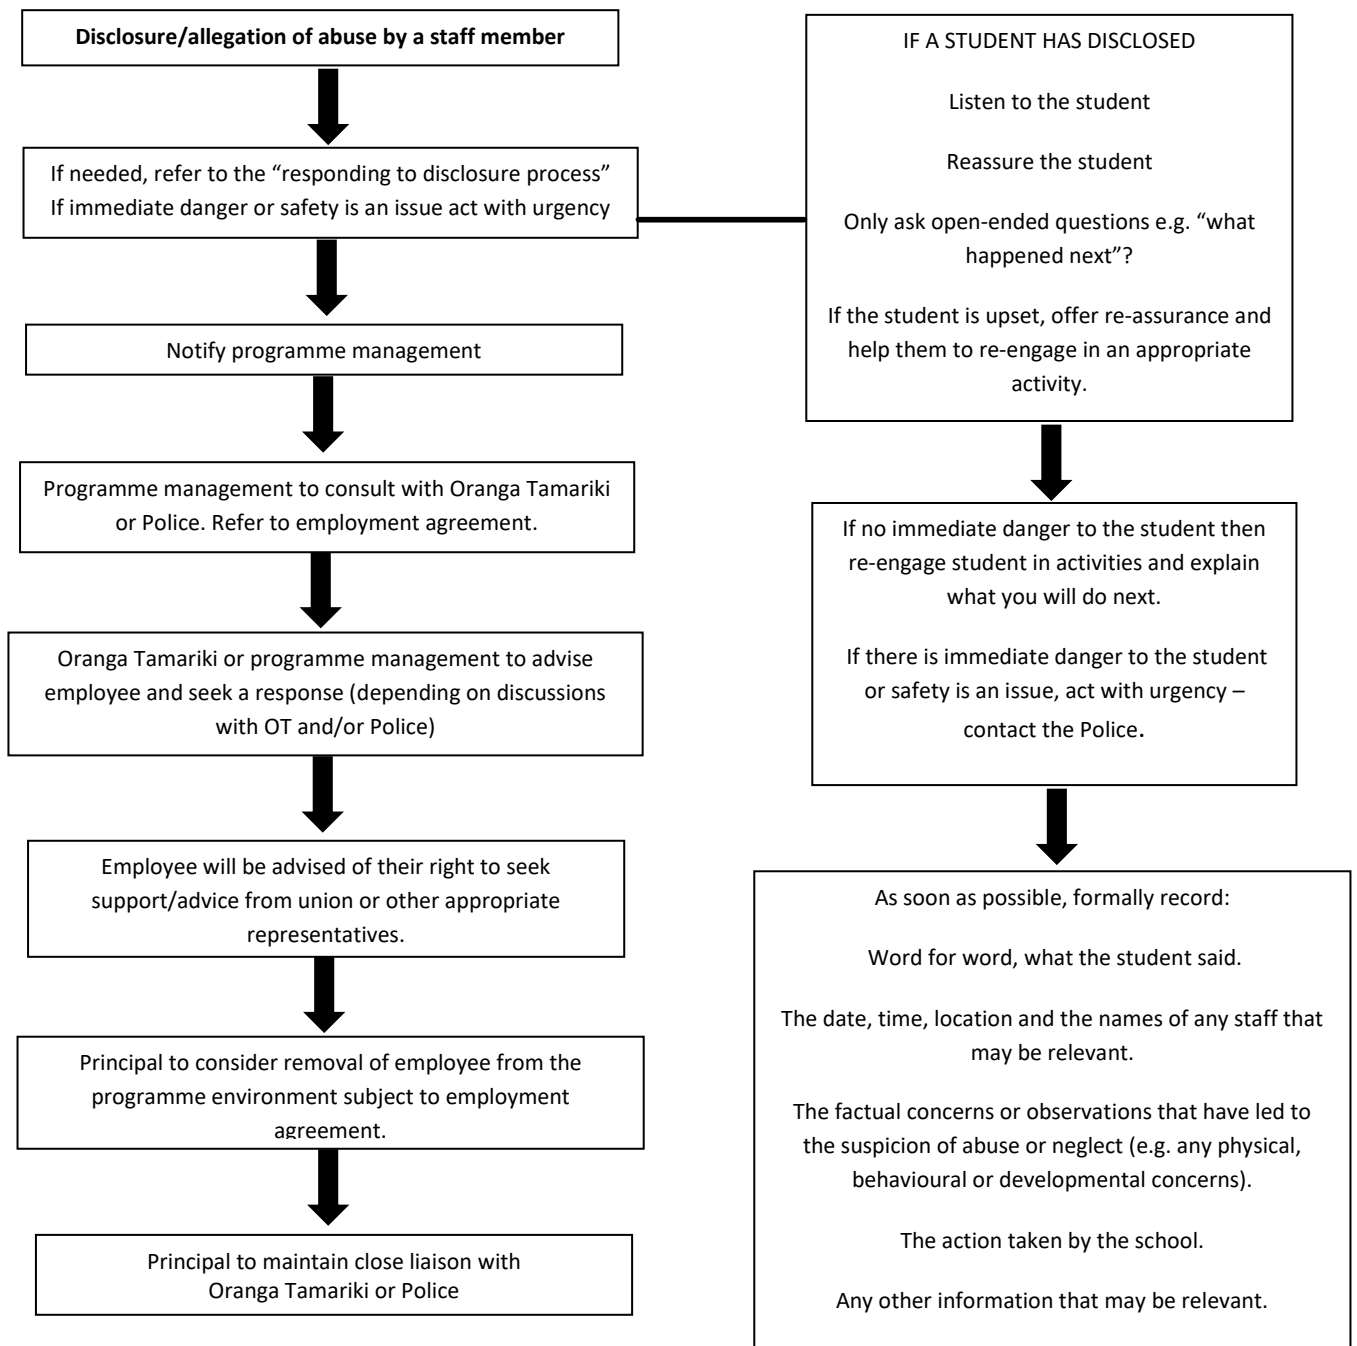 Disclosure/allegation of abuse by a staff member
If needed, refer to the “responding to disclosure process”
If immediate danger or safety is an issue act with urgency
Notify programme management
Programme management to consult with Oranga Tamariki
or Police. Refer to employment agreement.
Oranga Tamariki or programme management to advise
employee and seek a response (depending on discussions
with OT and/or Police)
Employee will be advised of their right to seek
support/advice from union or other appropriate
representatives.
Principal to consider removal of employee from the
programme environment subject to employment
agreement.
Principal to maintain close liaison with
Oranga Tamariki or Police
IF A STUDENT HAS DISCLOSED
Listen to the student
Reassure the student
Only ask open-ended questions e.g. “what
happened next”?
If the student is upset, offer re-assurance and
help them to re-engage in an appropriate
activity.
If no immediate danger to the student then
re-engage student in activities and explain
what you will do next.
If there is immediate danger to the student
or safety is an issue, act with urgency –
contact the Police.
As soon as possible, formally record:
Word for word, what the student said.
The date, time, location and the names of any staff that
may be relevant.
The factual concerns or observations that have led to
the suspicion of abuse or neglect (e.g. any physical,
behavioural or developmental concerns).
The action taken by the school.
Any other information that may be relevant.